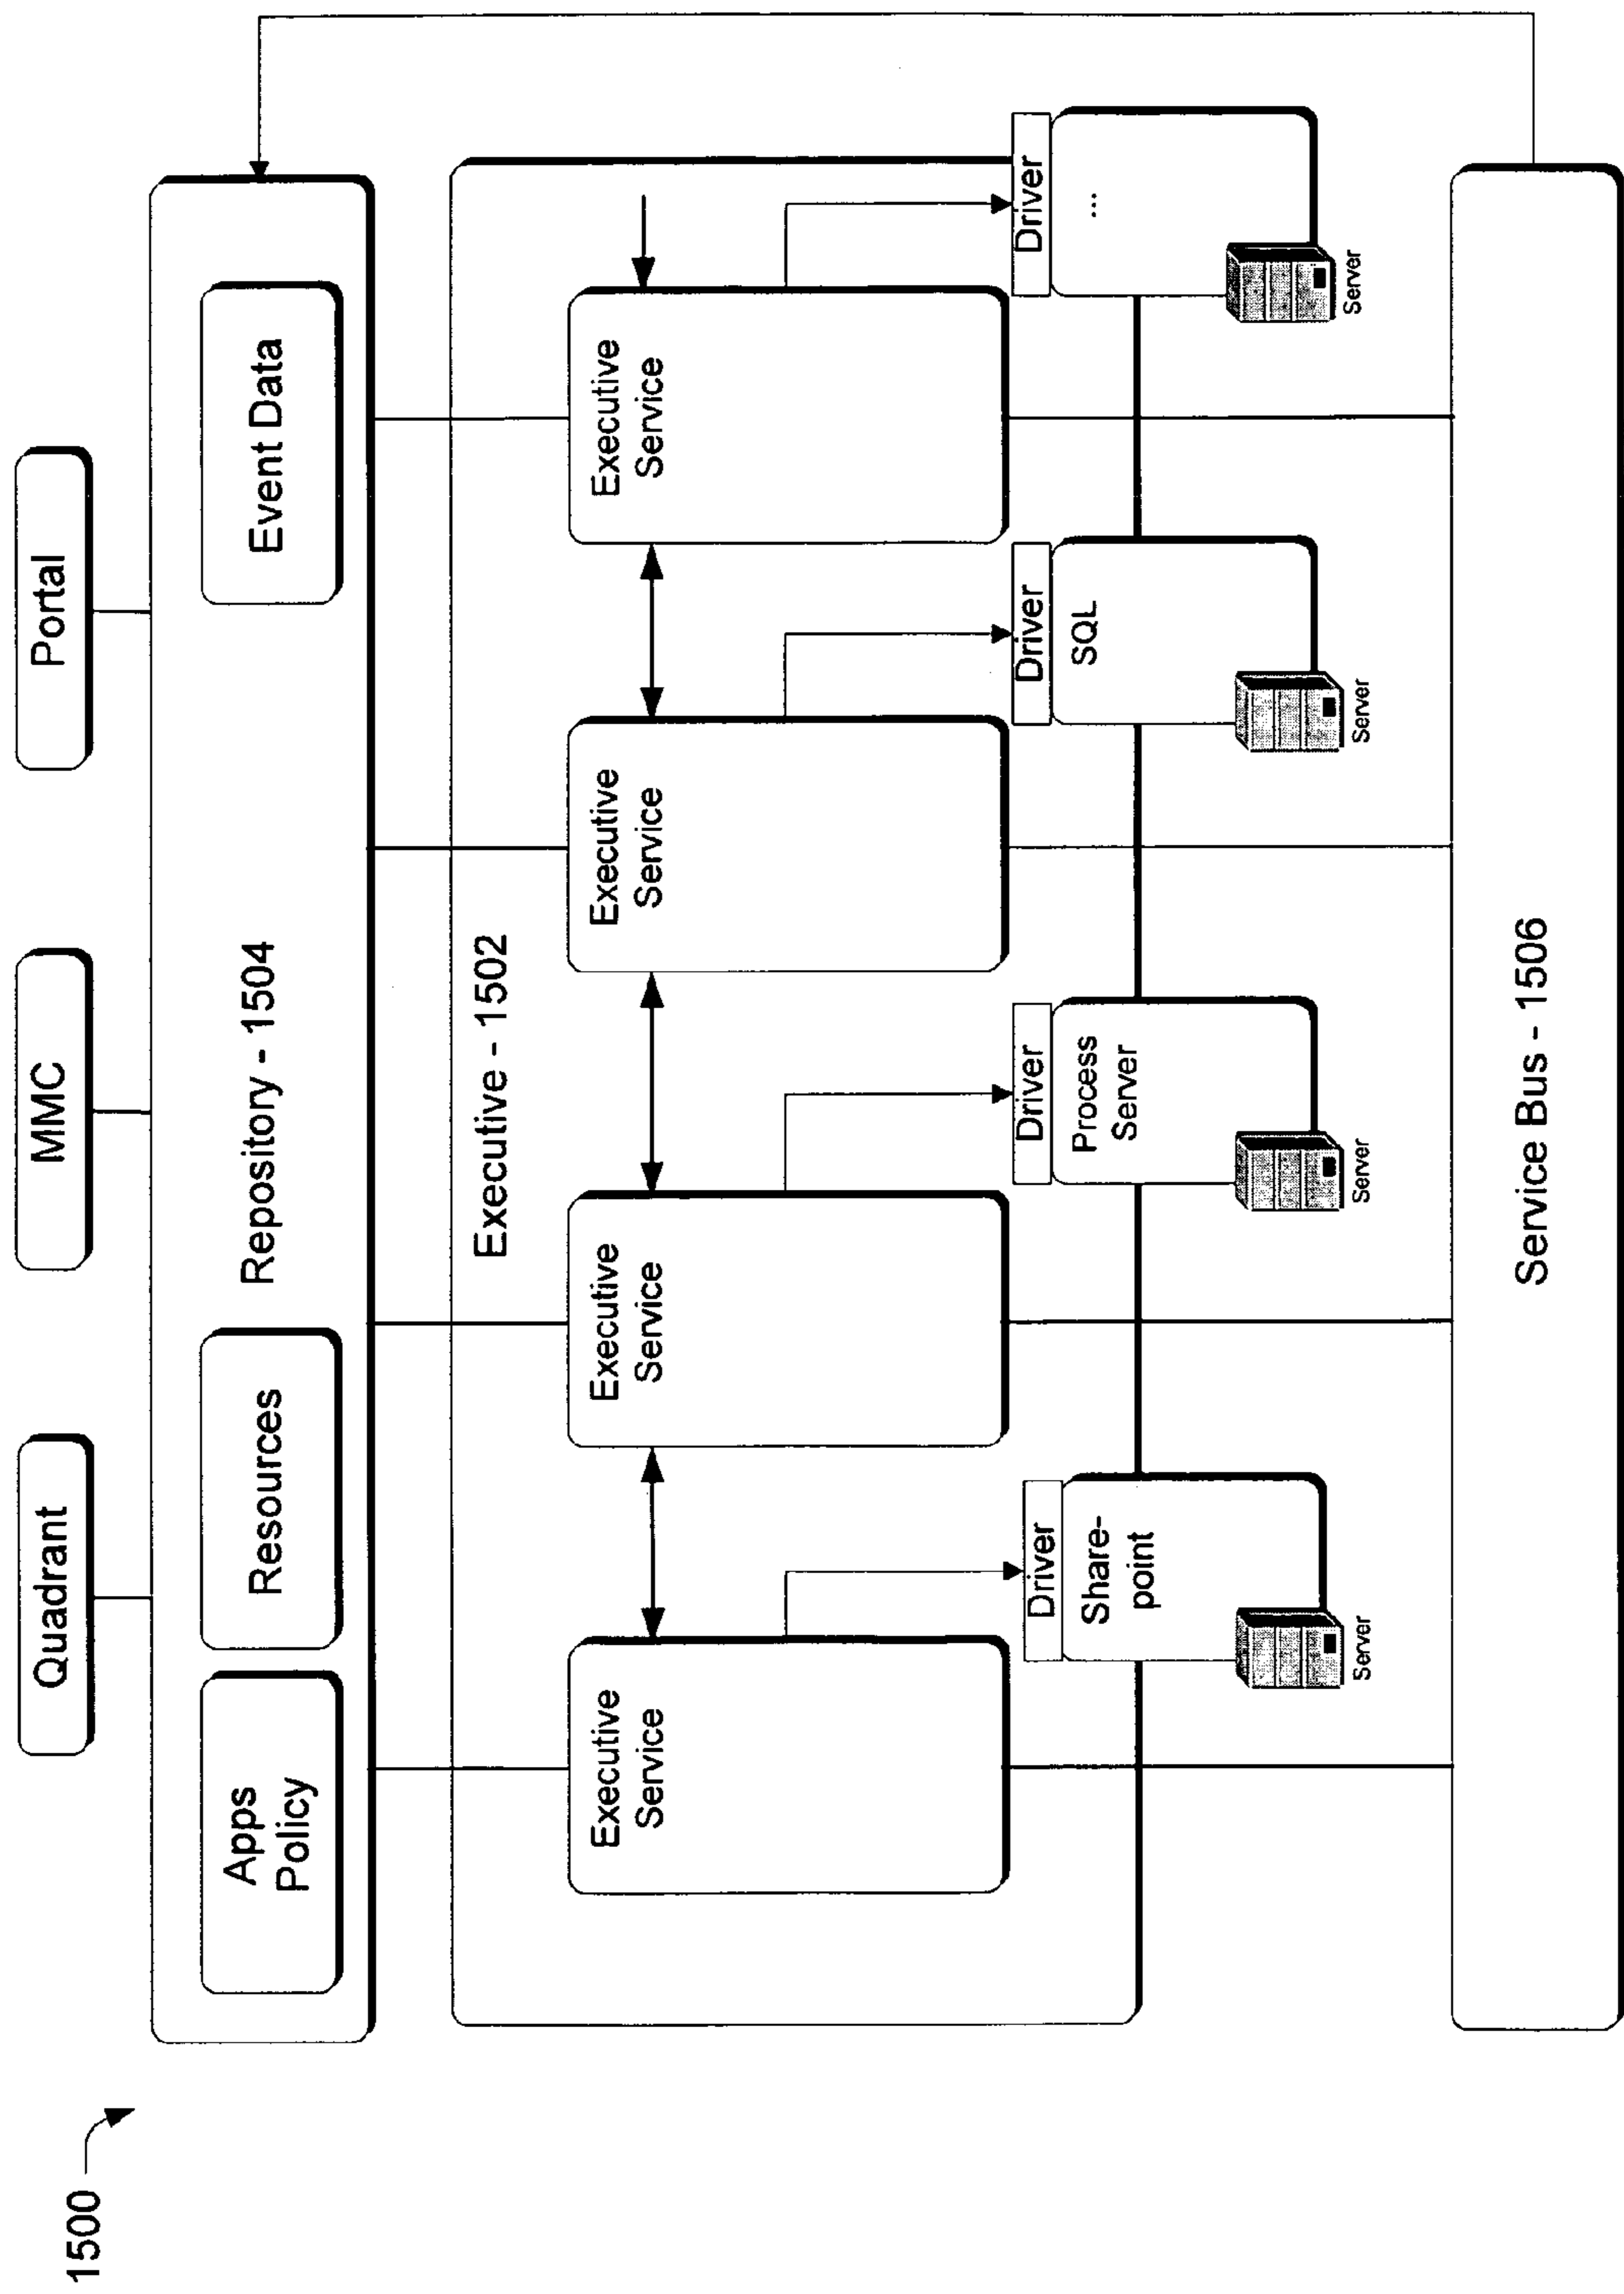 1500
Quadrant
MMC
Portal
Apps
Policy
Resources
Repository - 1504
Event Data
Executive - 1502
Executive
Service
Executive
Service
Executive
Service
Executive
Service
Driver
Share-
point
Server
Driver
Process
Server
Server
Driver
SQL
Server
Driver
...
Server
Service Bus - 1506